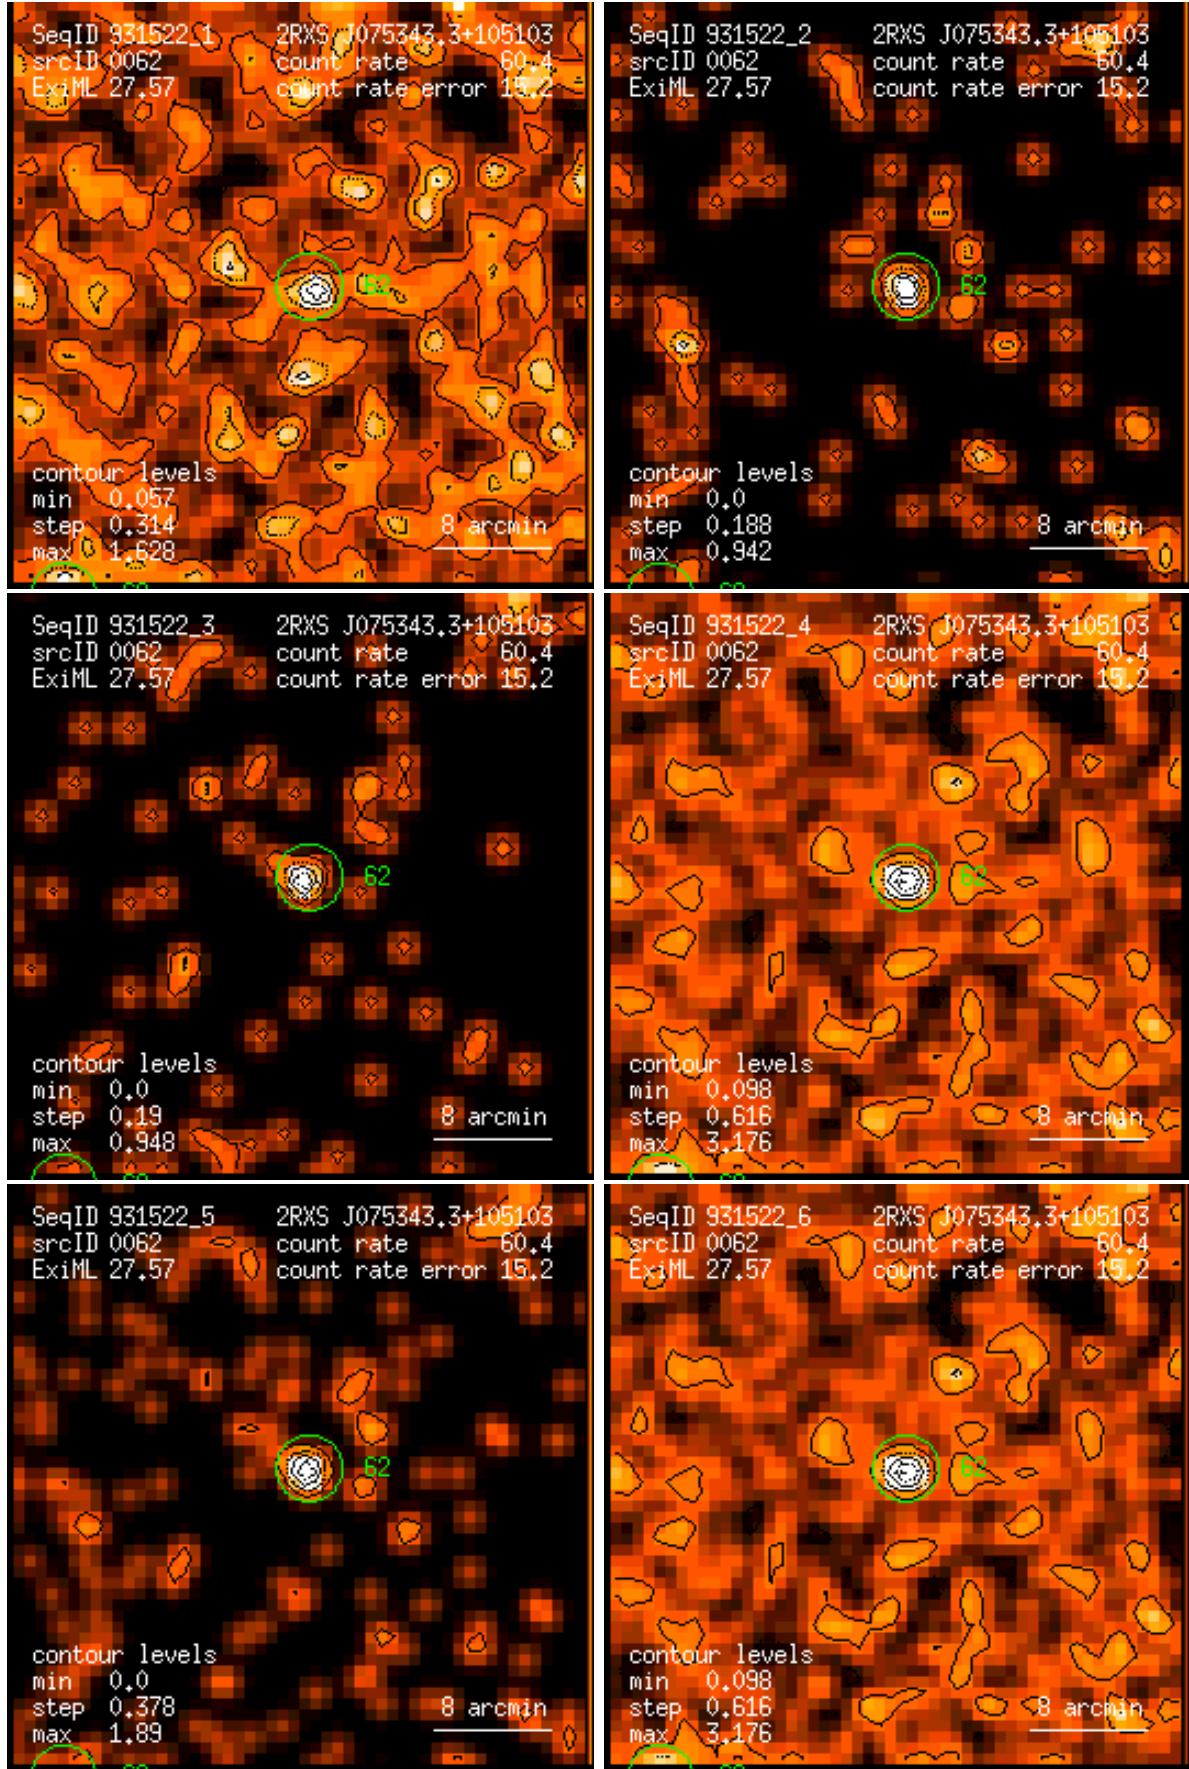 SeqID 931522_1 2RXS J075343.3+105103
srcID 0062 count rate 60.4
ExiML 27.57 count rate error 15.2
62
contour levels
min 0.057
step 0.314
max 1.628
8 arcmin
SeqID 931522_2 2RXS J075343.3+105103
srcID 0062 count rate 60.4
ExiML 27.57 count rate error 15.2
62
contour levels
min 0.0
step 0.188
max 0.942
8 arcmin
SeqID 931522_3 2RXS J075343.3+105103
srcID 0062 count rate 60.4
ExiML 27.57 count rate error 15.2
62
contour levels
min 0.0
step 0.19
max 0.948
8 arcmin
SeqID 931522_4 2RXS J075343.3+105103
srcID 0062 count rate 60.4
ExiML 27.57 count rate error 15.2
62
contour levels
min 0.098
step 0.616
max 3.176
8 arcmin
SeqID 931522_5 2RXS J075343.3+105103
srcID 0062 count rate 60.4
ExiML 27.57 count rate error 15.2
62
contour levels
min 0.0
step 0.378
max 1.89
8 arcmin
SeqID 931522_6 2RXS J075343.3+105103
srcID 0062 count rate 60.4
ExiML 27.57 count rate error 15.2
62
contour levels
min 0.098
step 0.616
max 3.176
8 arcmin